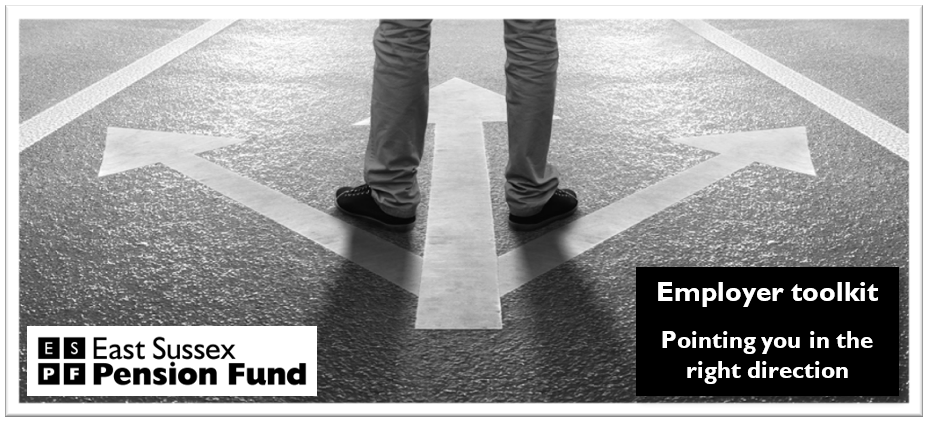 Employer toolkit
Pointing you in the
right direction
E S East Sussex
P F Pension Fund